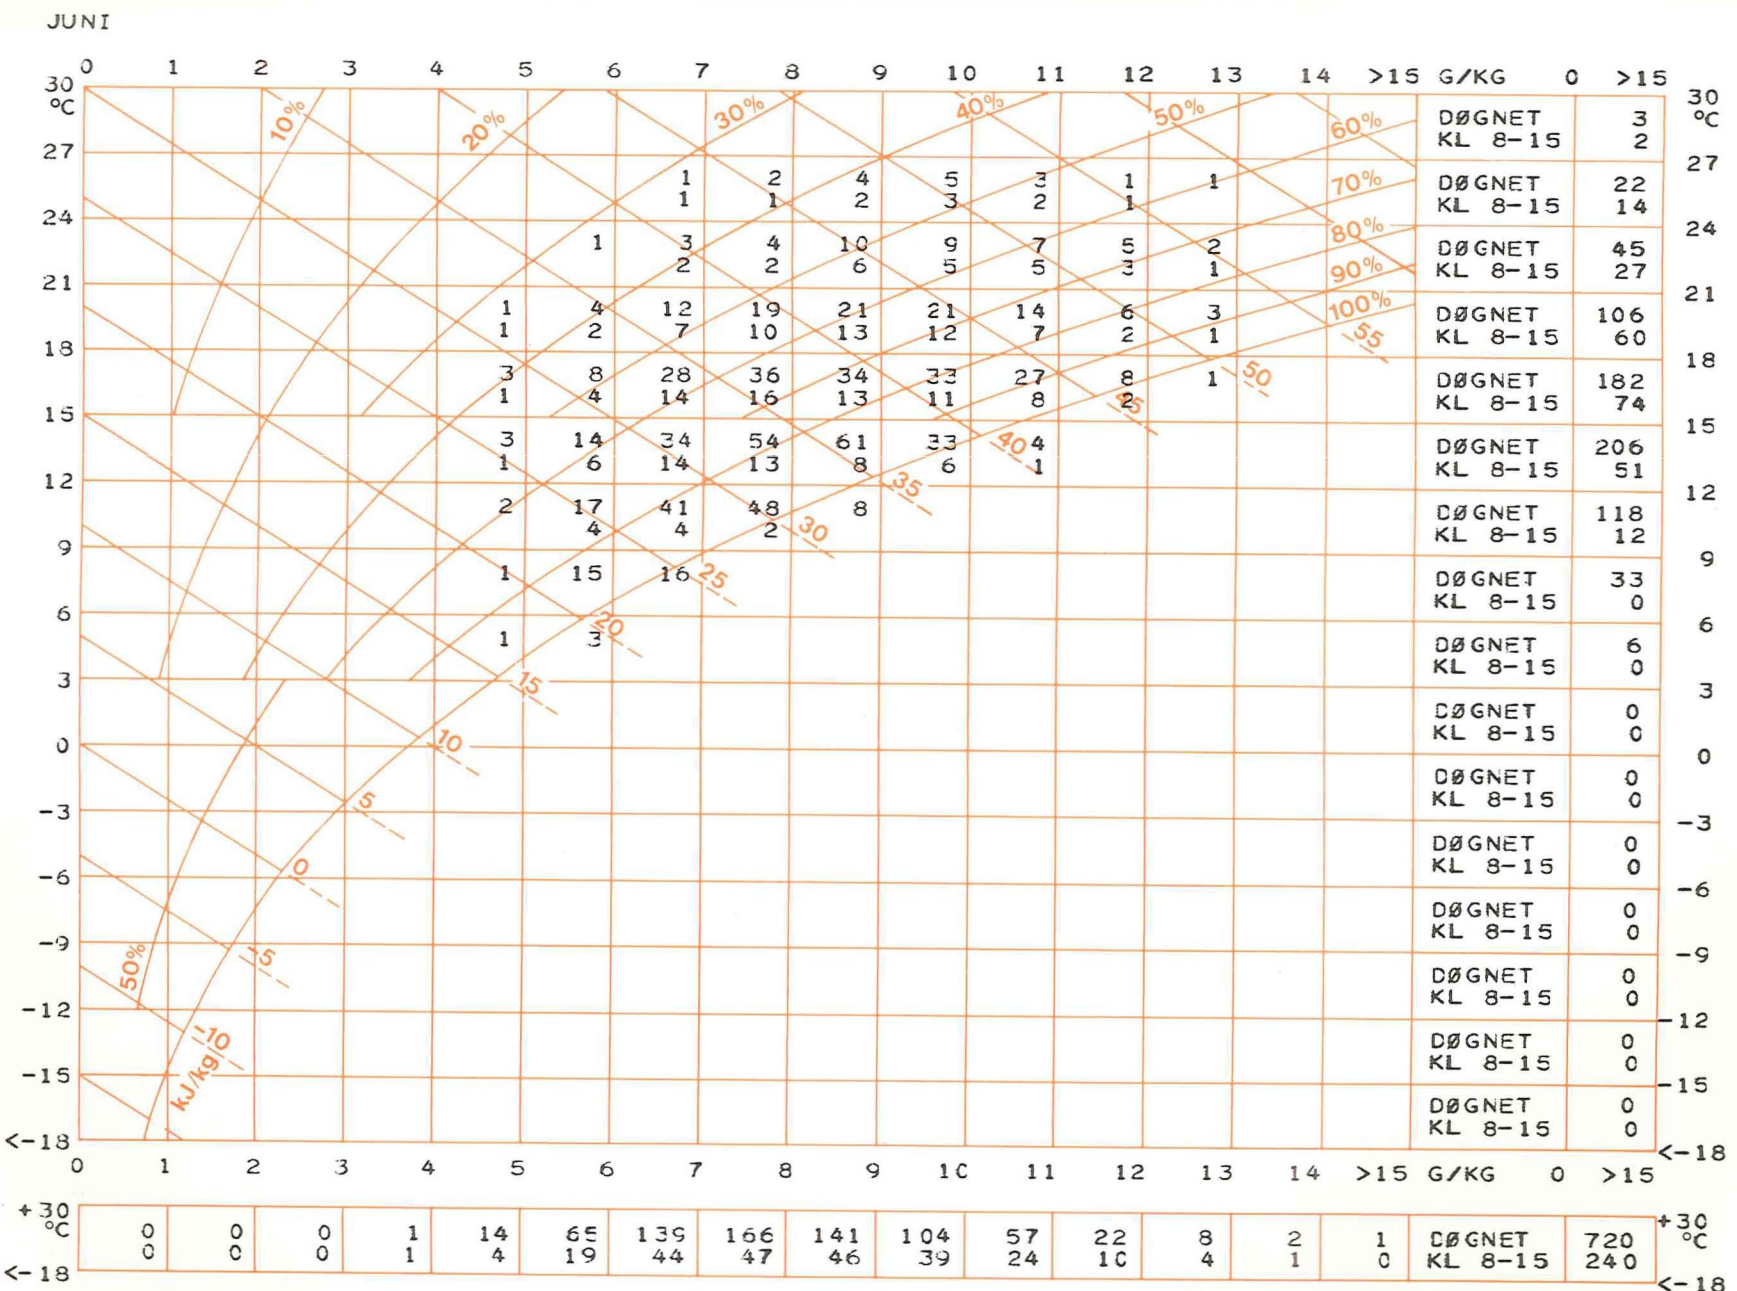 JUNI
0 1 2 3 4 5 6 7 8 9 10 11 12 13 14 >15 G/KG 0 >15
30 °C 10% 20% 30% 40% 50% 60% DØGNET 3 30 °C
KL 8-15 2
27 27
1 2 4 5 3 1 1 70% DØGNET 22
1 1 2 3 2 1 KL 8-15 14
24 80% 24
1 3 4 10 9 7 5 2 DØGNET 45
2 2 6 5 5 3 1 90% KL 8-15 27
21 21
1 4 12 19 21 21 14 6 3 100% DØGNET 106
1 2 7 10 13 12 7 2 1 55 KL 8-15 60
18 18
3 8 28 36 34 33 27 8 1 50 DØGNET 182
1 4 14 16 13 11 8 2 45 KL 8-15 74
15 15
3 14 34 54 61 33 40 4 DØGNET 206
1 6 14 13 8 6 1 KL 8-15 51
12 35 12
2 17 41 48 8 DØGNET 118
4 4 2 30 KL 8-15 12
9 9
1 15 16 25 DØGNET 33
KL 8-15 0
6 20 6
1 3 DØGNET 6
KL 8-15 0
3 15 3
DØGNET 0
KL 8-15 0
0 10 0
DØGNET 0
KL 8-15 0
-3 5 -3
DØGNET 0
KL 8-15 0
-6 0 -6
DØGNET 0
KL 8-15 0
-9 50% -5 -9
DØGNET 0
KL 8-15 0
-12 -12
-10 DØGNET 0
kJ/kg KL 8-15 0
-15 -15
DØGNET 0
KL 8-15 0
<-18 <-18
0 1 2 3 4 5 6 7 8 9 10 11 12 13 14 >15 G/KG 0 >15
+30 °C +30 °C
0 0 0 1 14 65 139 166 141 104 57 22 8 2 1 DØGNET 720
0 0 0 1 4 19 44 47 46 39 24 10 4 1 0 KL 8-15 240
<-18 <-18